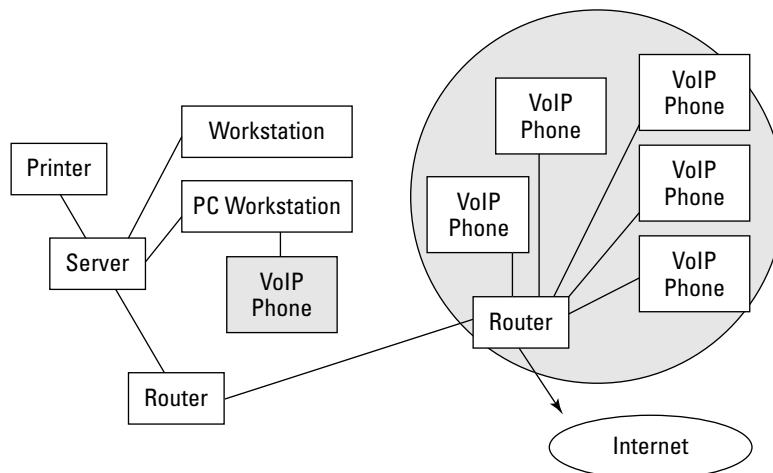 VoIP
Phone
VoIP
Phone
Workstation
Printer
VoIP
Phone
PC Workstation
VoIP
Phone
Server
VoIP
Phone
VoIP
Phone
Router
Router
Internet